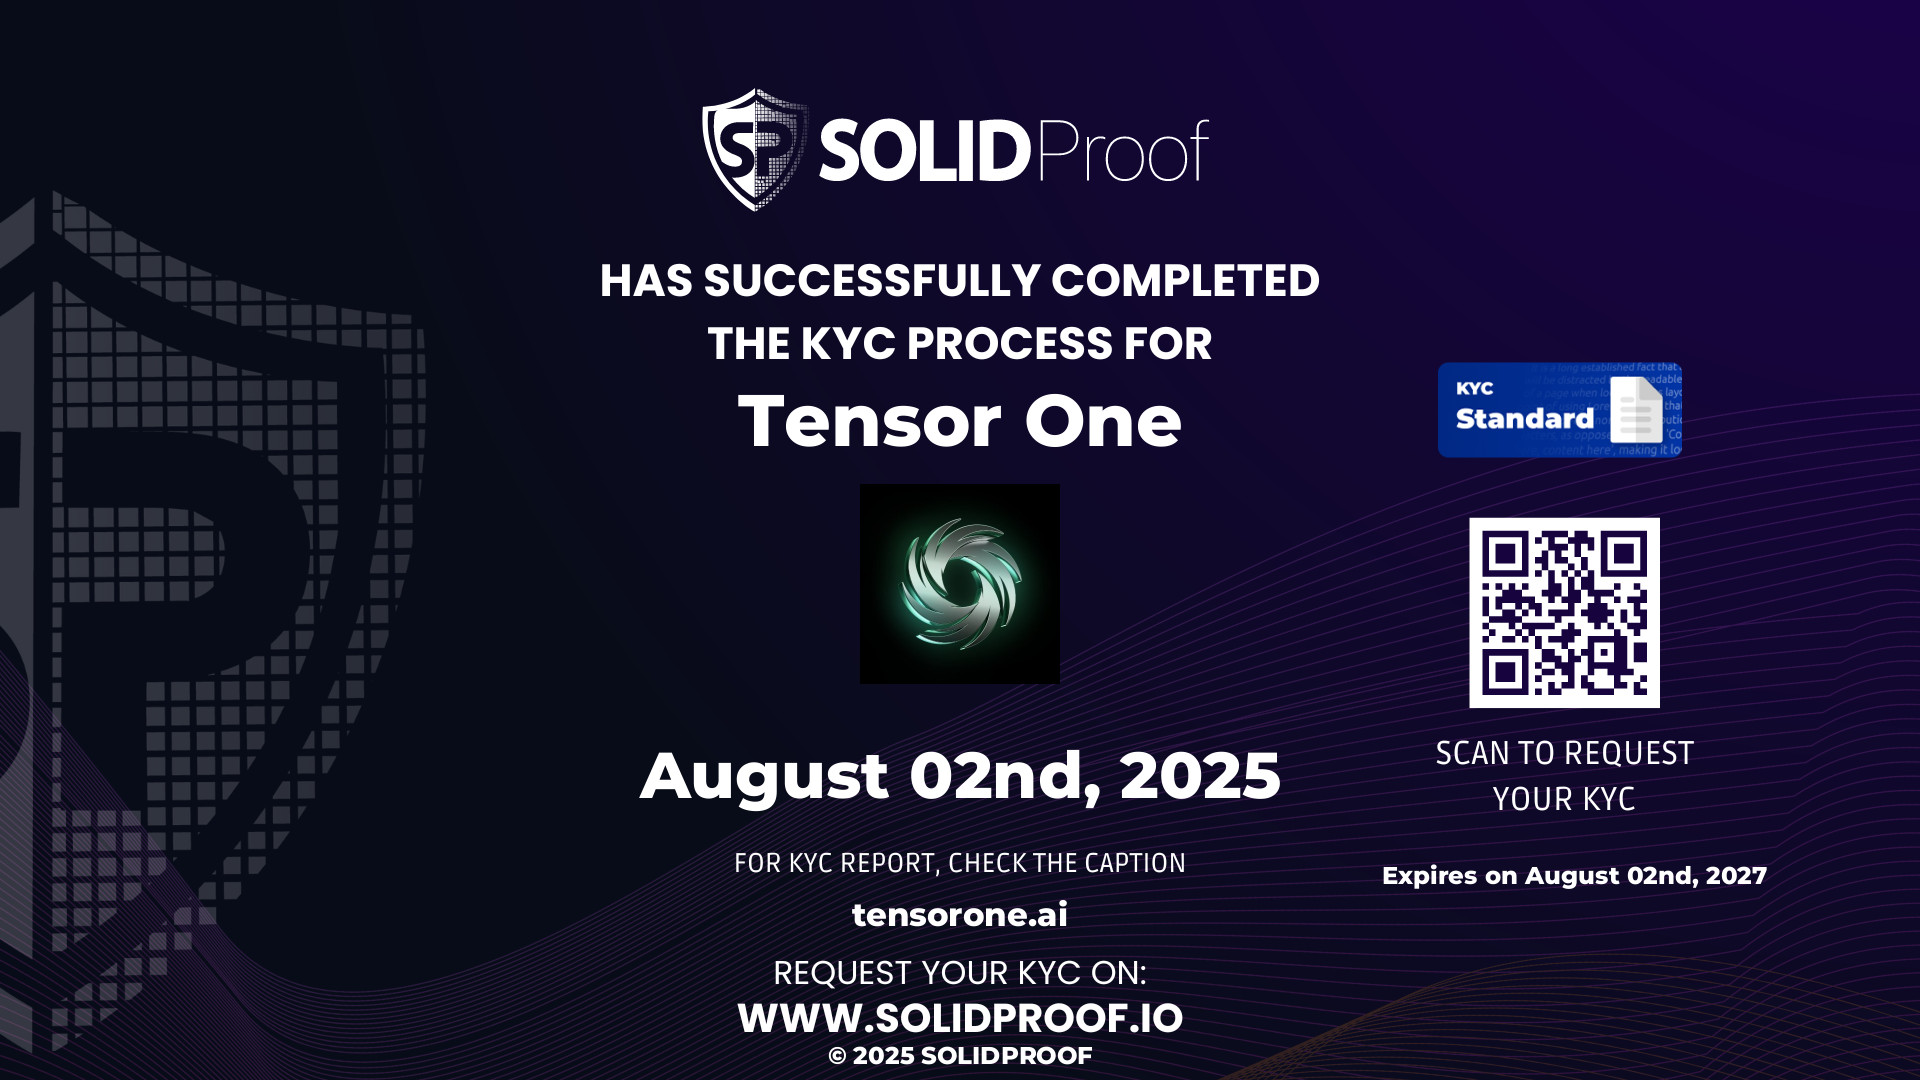 SP SOLIDProof
HAS SUCCESSFULLY COMPLETED
THE KYC PROCESS FOR
Tensor One
KYC
Standard
August 02nd, 2025
SCAN TO REQUEST
YOUR KYC
FOR KYC REPORT, CHECK THE CAPTION
Expires on August 02nd, 2027
tensorone.ai
REQUEST YOUR KYC ON:
WWW.SOLIDPROOF.IO
© 2025 SOLIDPROOF